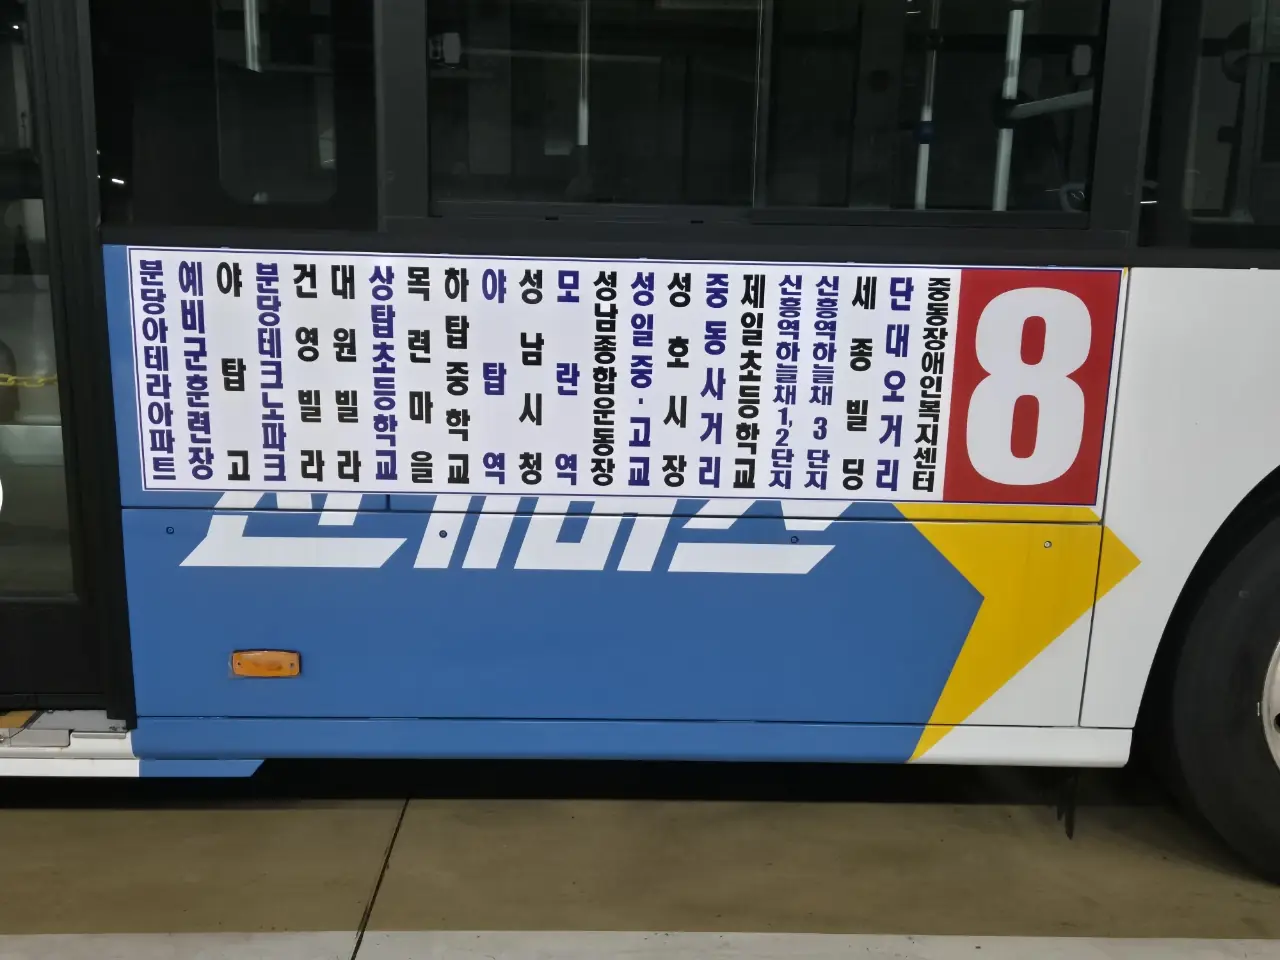 분당아테라아파트
예비군훈련장
야탑고
분당테크노파크
건영빌라
대원빌라
상탑초등학교
목련마을
하탑중학교
야탑역
성남시청
모란역
성남종합운동장
성일중·고교
성호시장
중동사거리
제일초등학교
신흥역하늘채1,2단지
신흥역하늘채 3 단지
세종빌딩
단대오거리
중동장애인복지센터
8